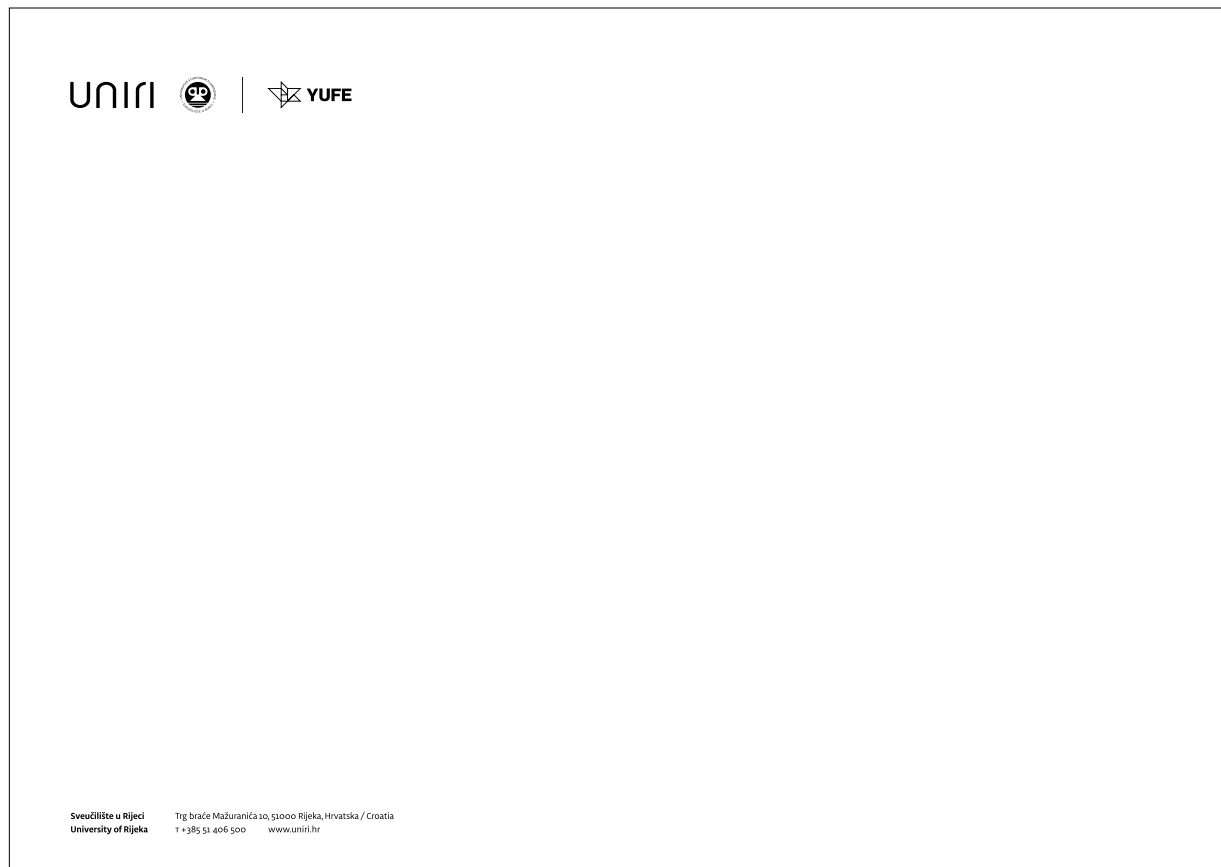 UNIRI YUFE
Sveučilište u Rijeci Trg braće Mažuranića 10, 51000 Rijeka, Hrvatska / Croatia
University of Rijeka T +385 51 406 500 www.uniri.hr